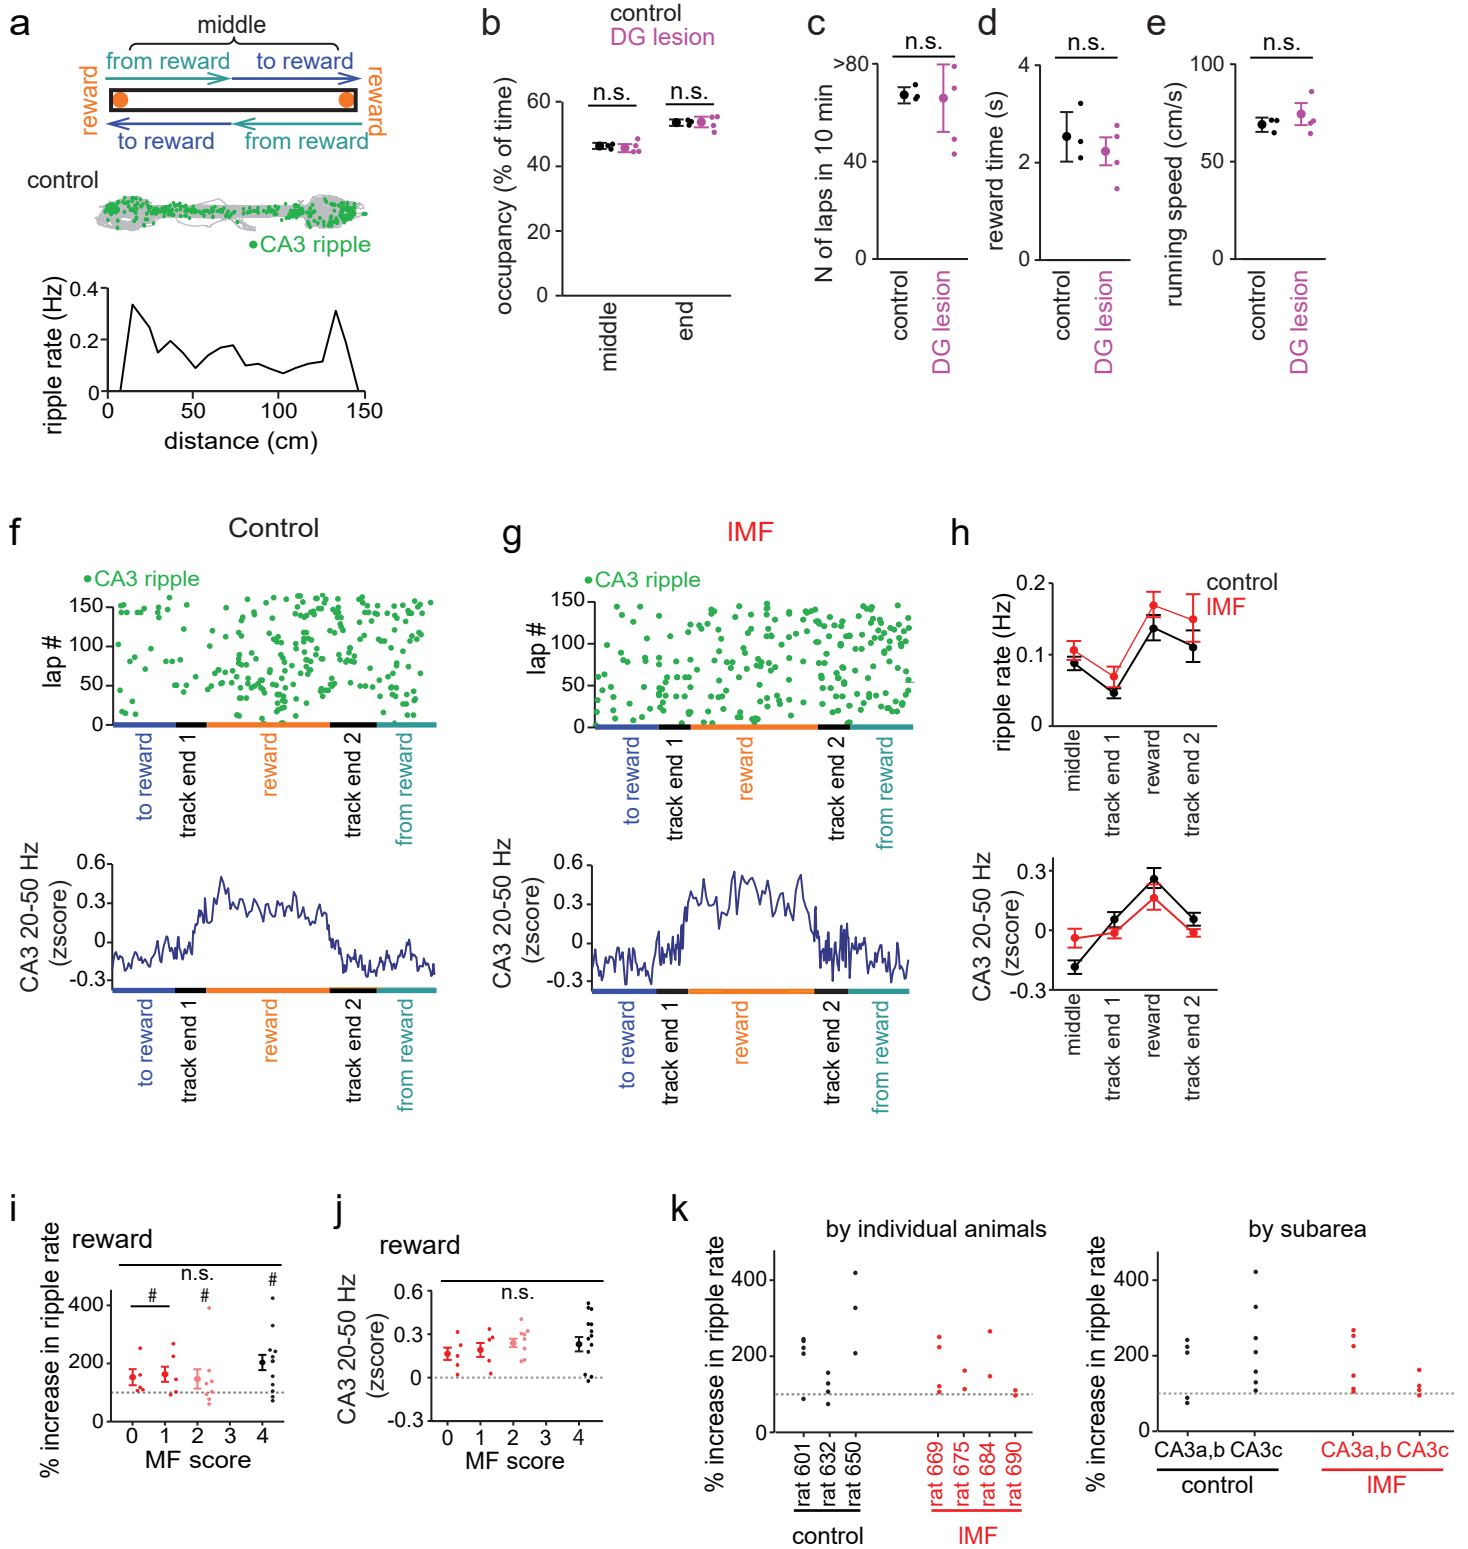 a
middle
from reward
to reward
reward
reward
to reward
from reward
control
CA3 ripple
ripple rate (Hz)
0.4
0.2
0
0
50
100
150
distance (cm)
b
control
DG lesion
occupancy (% of time)
60
40
20
0
n.s.
n.s.
middle
end
c
n.s.
N of laps in 10 min
>80
40
0
control
DG lesion
d
n.s.
reward time (s)
4
2
0
control
DG lesion
e
n.s.
running speed (cm/s)
100
50
0
control
DG lesion
f
Control
CA3 ripple
lap #
150
100
50
0
to reward
track end 1
reward
track end 2
from reward
CA3 20-50 Hz
(zscore)
0.6
0.3
0
-0.3
to reward
track end 1
reward
track end 2
from reward
g
IMF
CA3 ripple
lap #
150
100
50
0
to reward
track end 1
reward
track end 2
from reward
CA3 20-50 Hz
(zscore)
0.6
0.3
0
-0.3
to reward
track end 1
reward
track end 2
from reward
h
control
IMF
ripple rate (Hz)
0.2
0.1
0
middle
track end 1
reward
track end 2
CA3 20-50 Hz
(zscore)
0.3
0
-0.3
middle
track end 1
reward
track end 2
i
reward
n.s.
#
#
#
% increase in ripple rate
400
200
0
0 1 2 3 4
MF score
j
reward
n.s.
CA3 20-50 Hz
(zscore)
0.6
0.3
0
-0.3
0 1 2 3 4
MF score
k
by individual animals
% increase in ripple rate
400
200
0
rat 601
rat 632
rat 650
rat 669
rat 675
rat 684
rat 690
control
IMF
by subarea
% increase in ripple rate
400
200
0
CA3a,b CA3c
CA3a,b CA3c
control
IMF